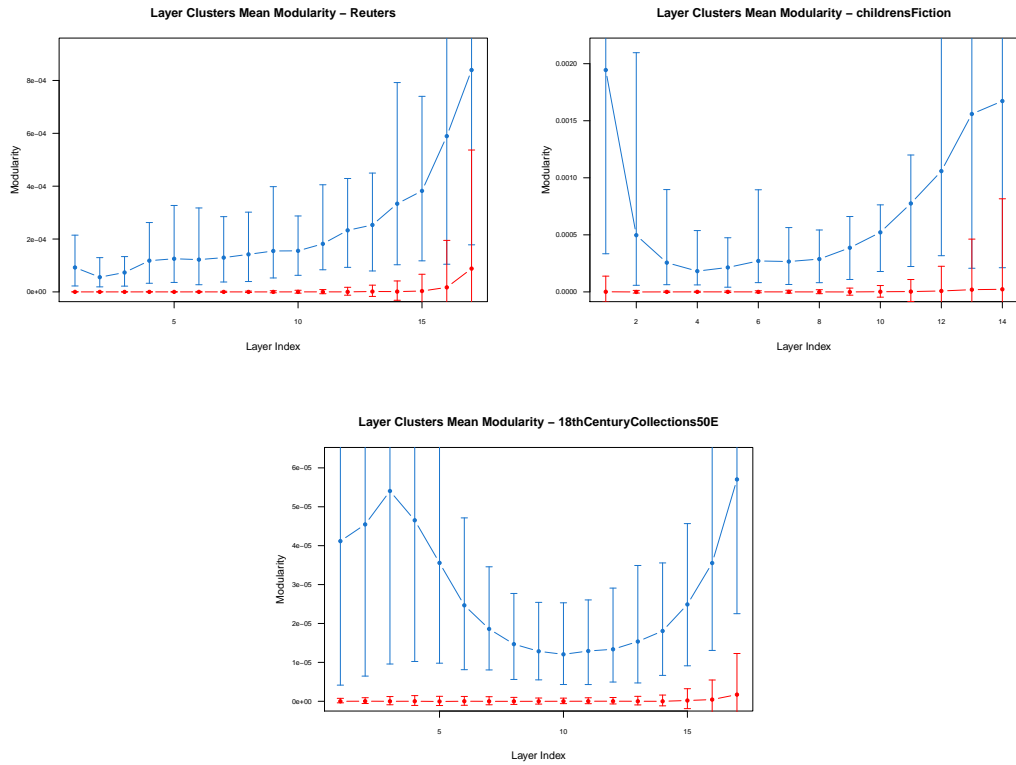 Layer Clusters Mean Modularity – Reuters
Modularity
8e−04
6e−04
4e−04
2e−04
0e+00
5 10 15
Layer Index
Layer Clusters Mean Modularity – childrensFiction
Modularity
0.0020
0.0015
0.0010
0.0005
0.0000
2 4 6 8 10 12 14
Layer Index
Layer Clusters Mean Modularity – 18thCenturyCollections50E
Modularity
6e−05
5e−05
4e−05
3e−05
2e−05
1e−05
0e+00
5 10 15
Layer Index